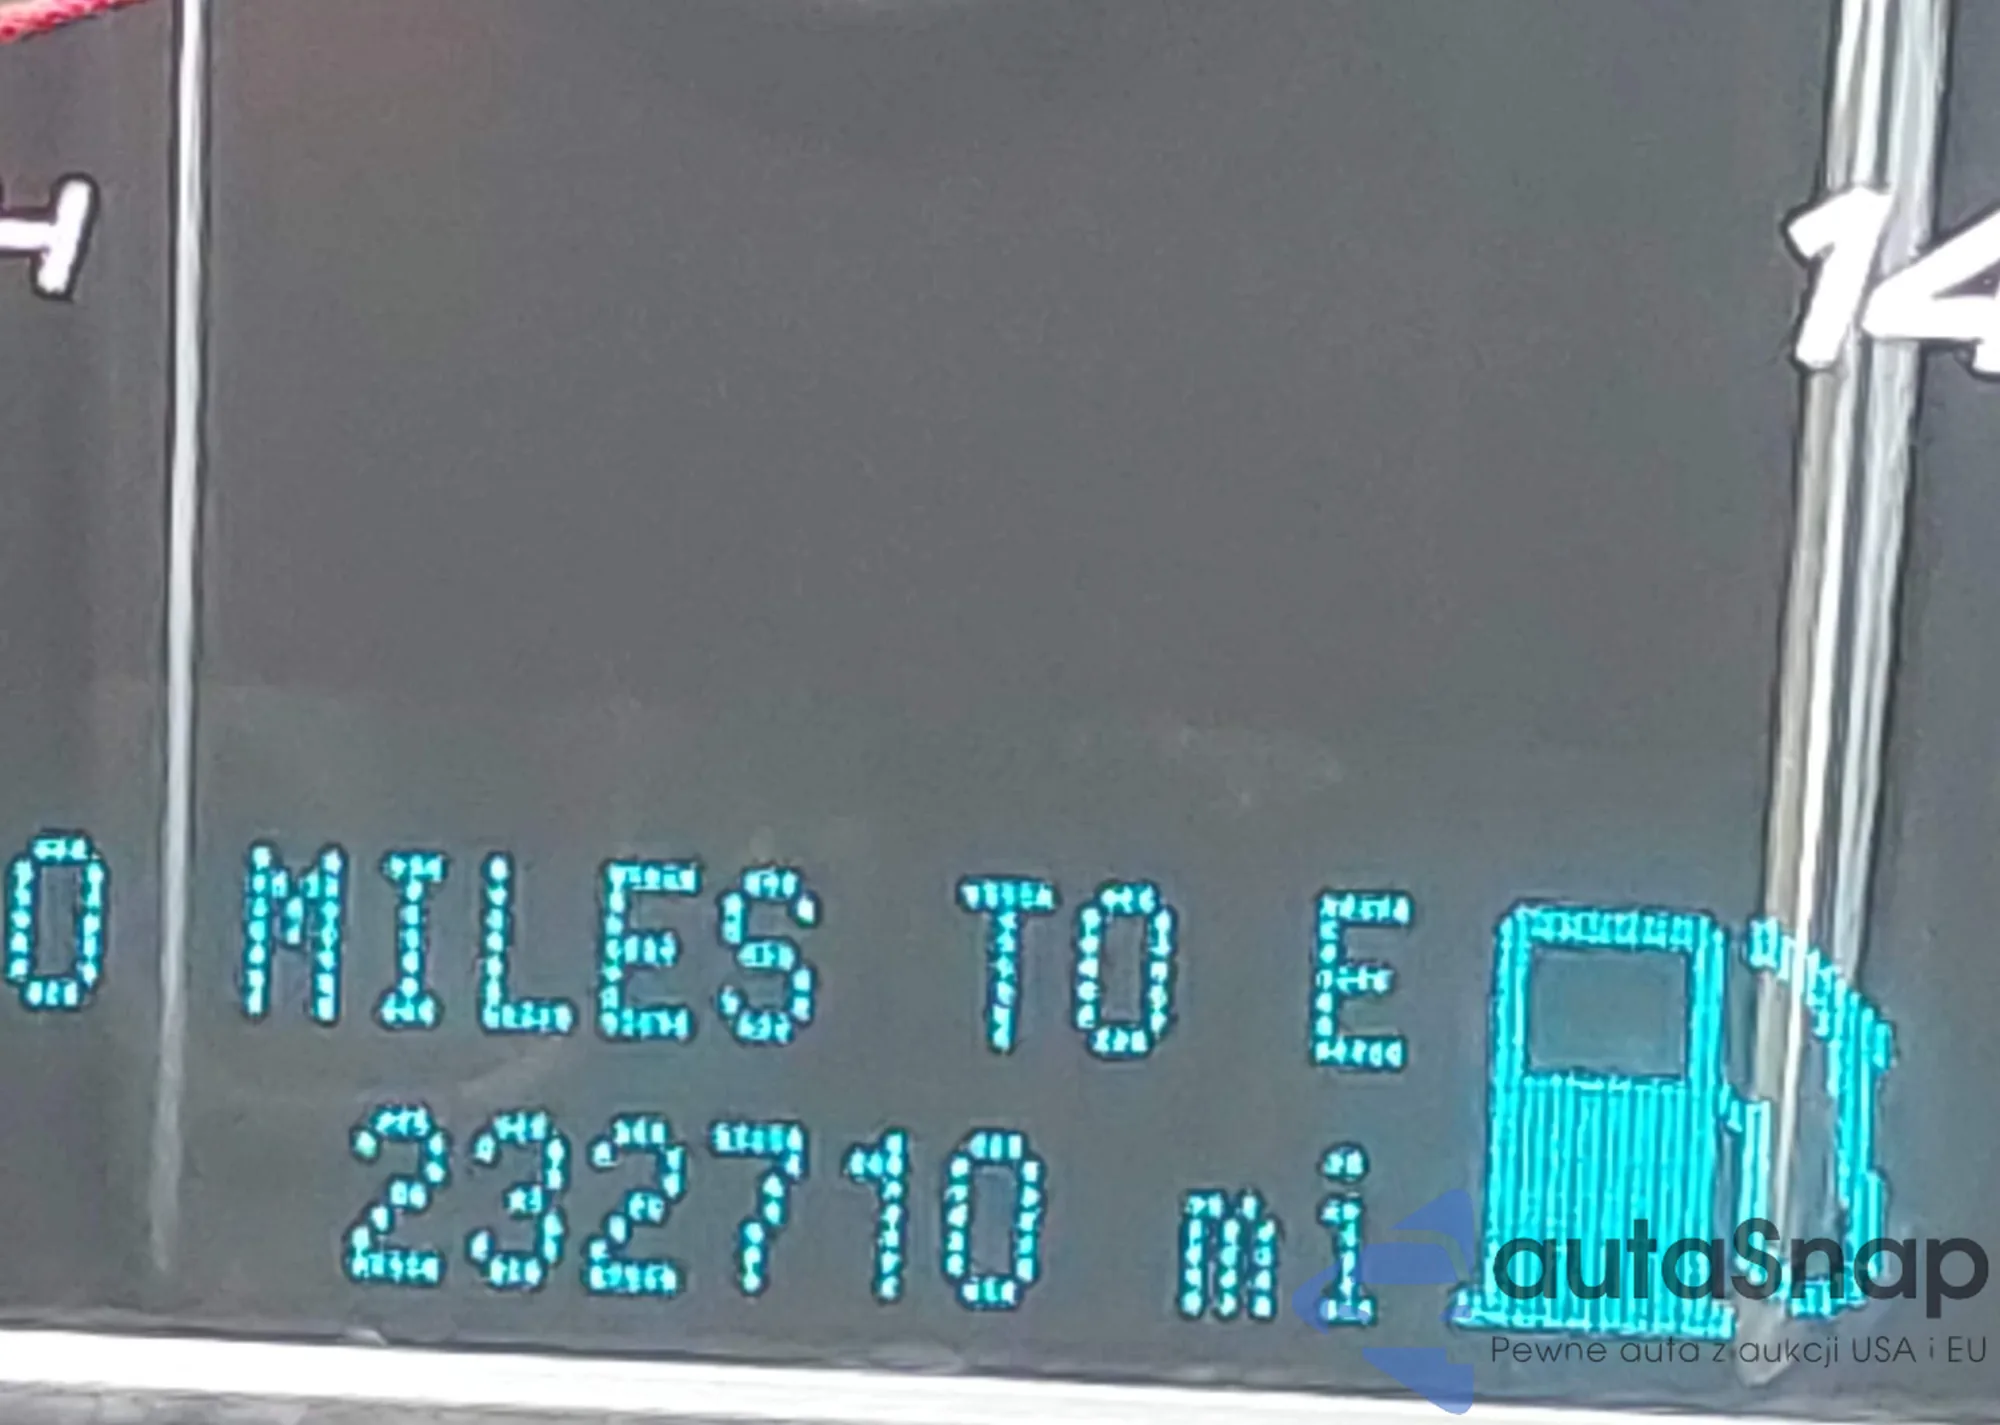 H
14
0 MILES TO E
232710 mi
autaSnap
Pewne auta z aukcji USA i EU